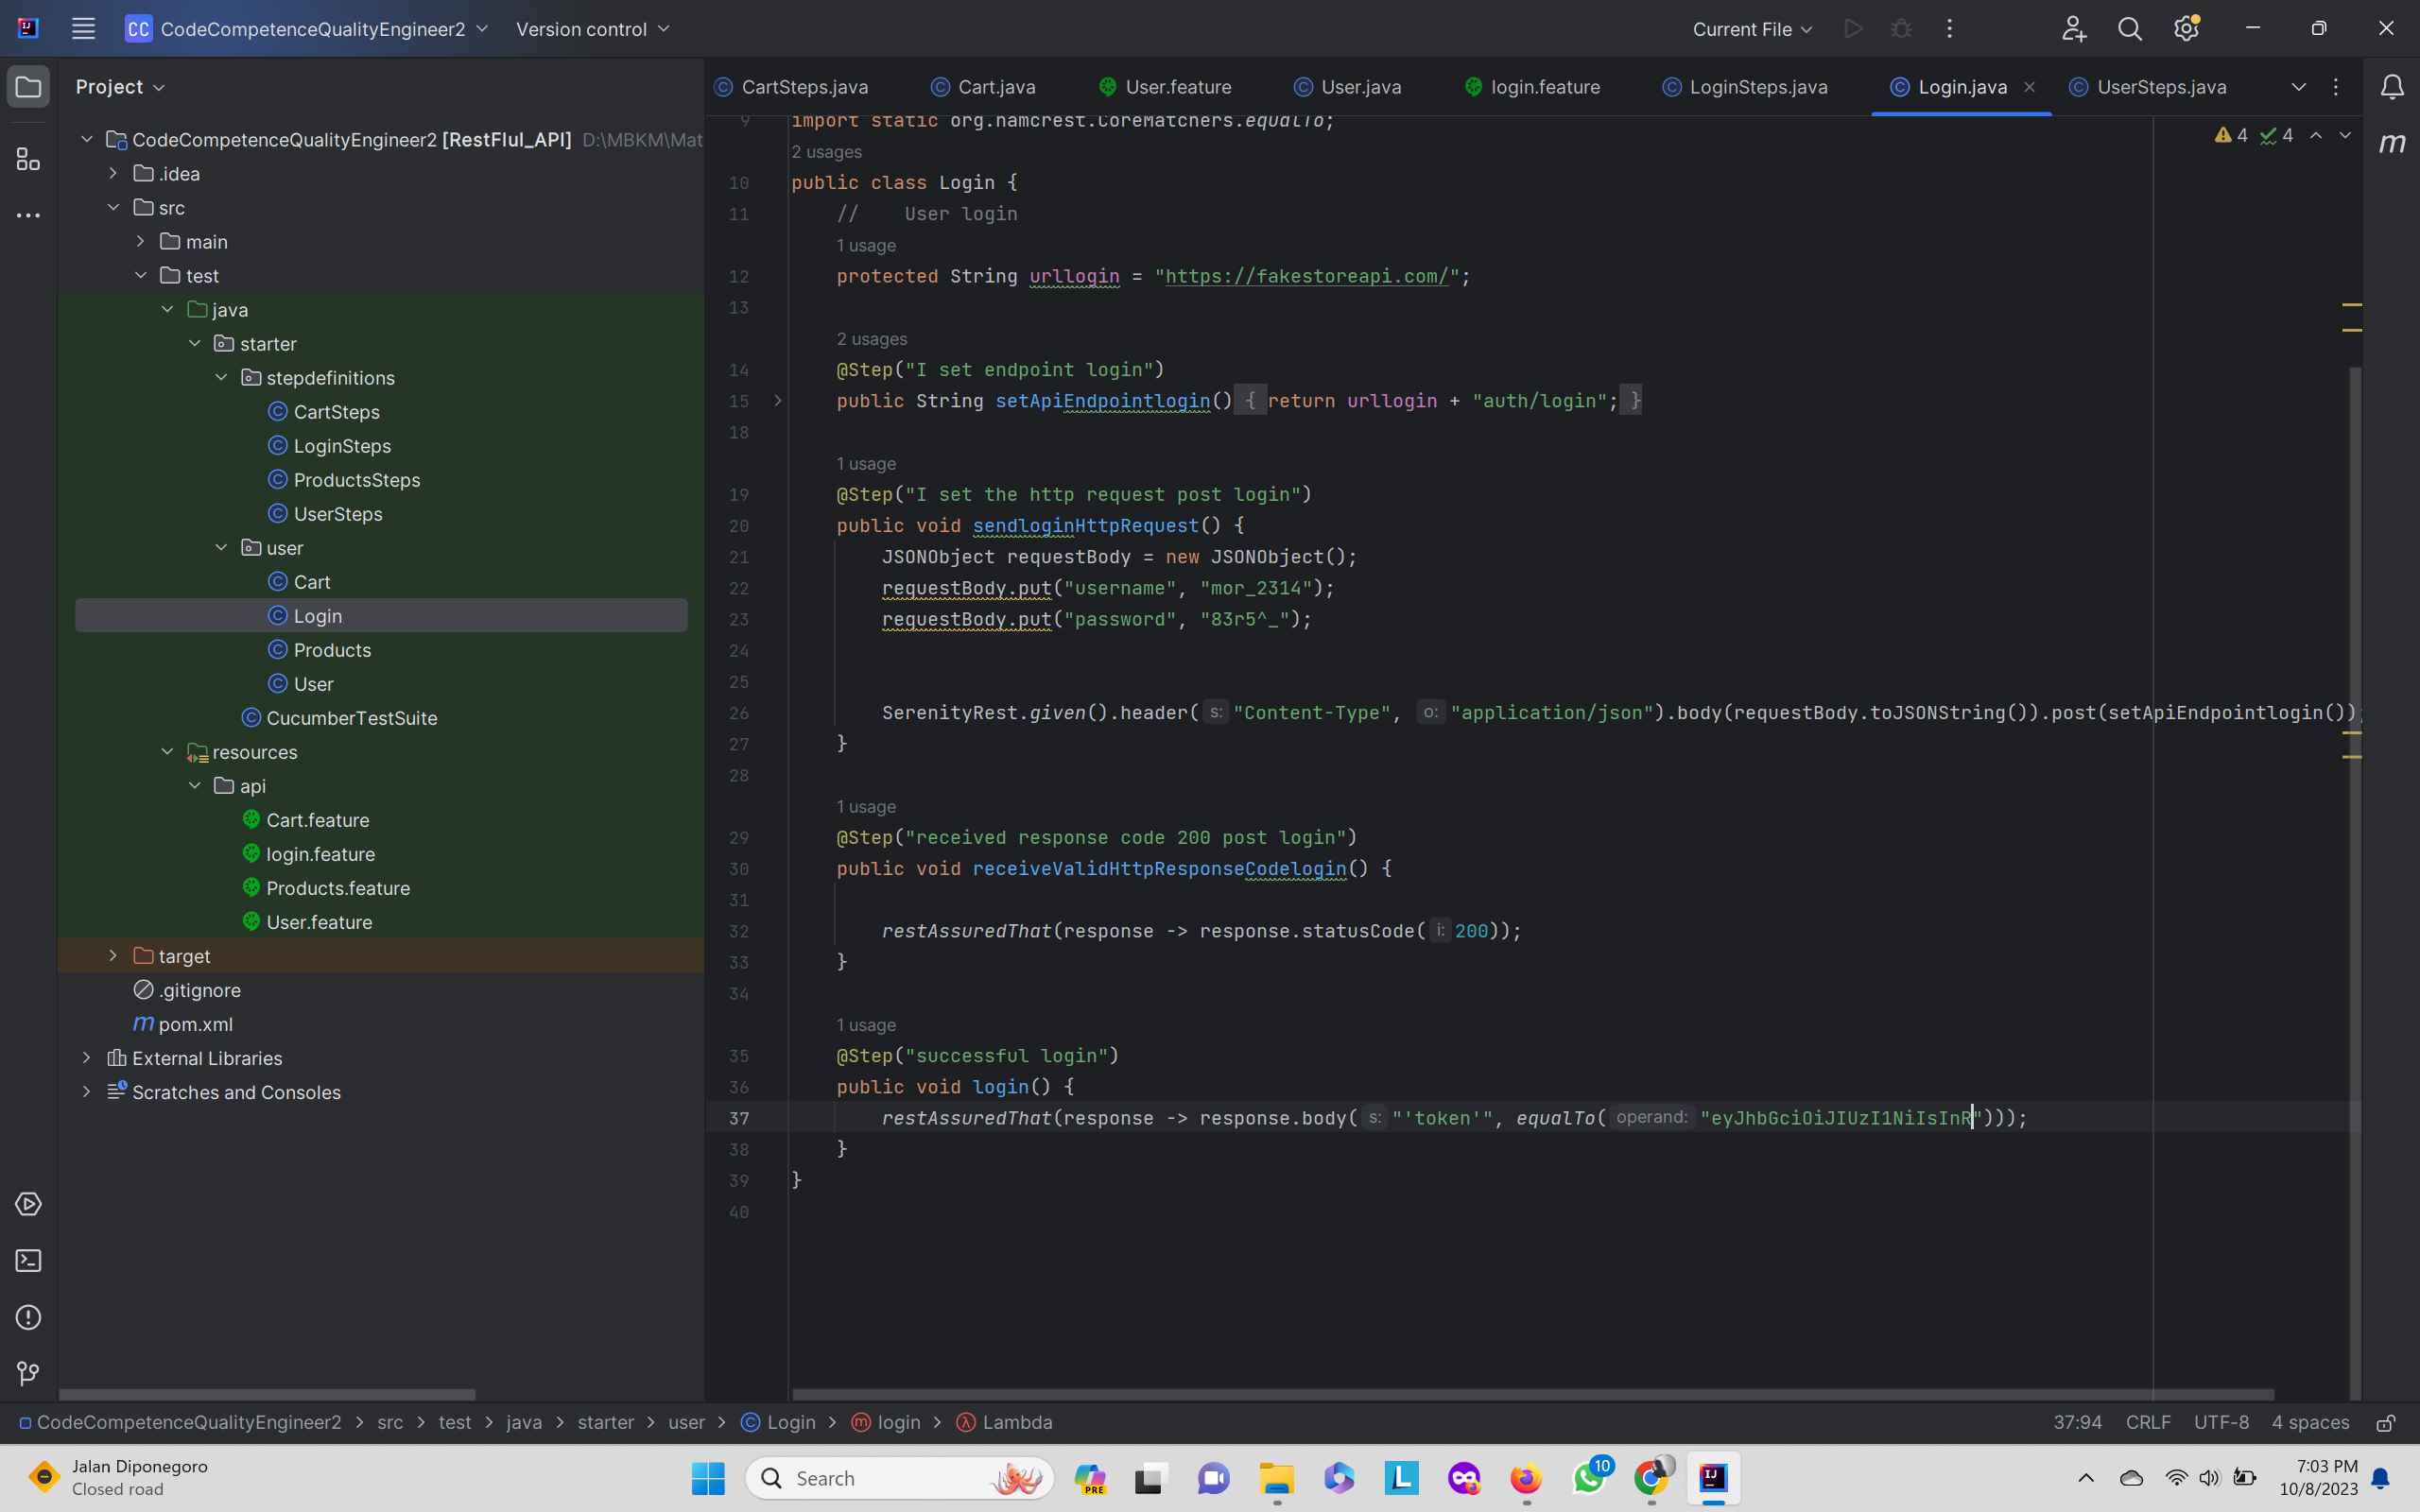 CC CodeCompetenceQualityEngineer2 Version control Current File
Project
CartSteps.java Cart.java User.feature User.java login.feature LoginSteps.java Login.java UserSteps.java
CodeCompetenceQualityEngineer2 [RestFlul_API] D:\MBKM\Mat
.idea
src
main
test
java
starter
stepdefinitions
CartSteps
LoginSteps
ProductsSteps
UserSteps
user
Cart
Login
Products
User
CucumberTestSuite
resources
api
Cart.feature
login.feature
Products.feature
User.feature
target
.gitignore
pom.xml
External Libraries
Scratches and Consoles
4 4
9 import static org.hamcrest.CoreMatchers.equalTo;
2 usages
10 public class Login {
11 // User login
1 usage
12 protected String urllogin = "https://fakestoreapi.com/";
13
2 usages
14 @Step("I set endpoint login")
15 public String setApiEndpointlogin() { return urllogin + "auth/login"; }
18
1 usage
19 @Step("I set the http request post login")
20 public void sendloginHttpRequest() {
21 JSONObject requestBody = new JSONObject();
22 requestBody.put("username", "mor_2314");
23 requestBody.put("password", "83r5^_");
24
25
26 SerenityRest.given().header( s: "Content-Type", o: "application/json").body(requestBody.toJSONString()).post(setApiEndpointlogin());
27 }
28
1 usage
29 @Step("received response code 200 post login")
30 public void receiveValidHttpResponseCodelogin() {
31
32 restAssuredThat(response -> response.statusCode( i: 200));
33 }
34
1 usage
35 @Step("successful login")
36 public void login() {
37 restAssuredThat(response -> response.body( s: "'token'", equalTo( operand: "eyJhbGciOiJIUzI1NiIsInR")));
38 }
39 }
40
CodeCompetenceQualityEngineer2 > src > test > java > starter > user > Login > login > Lambda 37:94 CRLF UTF-8 4 spaces
Jalan Diponegoro
Closed road
Search
PRE
10
7:03 PM
10/8/2023